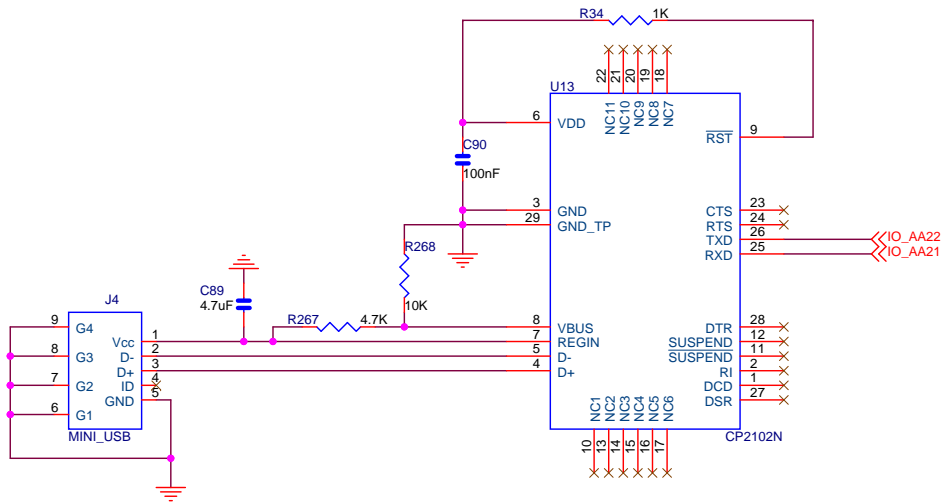 R34 1K
U13
22 21 20 19 18
NC11 NC10 NC9 NC8 NC7
6 VDD
RST 9
C90
100nF
3 GND
29 GND_TP
CTS 23
RTS 24
TXD 26 IO_AA22
RXD 25 IO_AA21
R268
10K
C89
4.7uF
R267 4.7K
8 VBUS
7 REGIN
5 D-
4 D+
DTR 28
SUSPEND 12
SUSPEND 11
RI 2
DCD 1
DSR 27
J4
9 G4
8 G3
7 G2
6 G1
Vcc 1
D- 2
D+ 3
ID 4
GND 5
MINI_USB
NC1 NC2 NC3 NC4 NC5 NC6
10 13 14 15 16 17
CP2102N